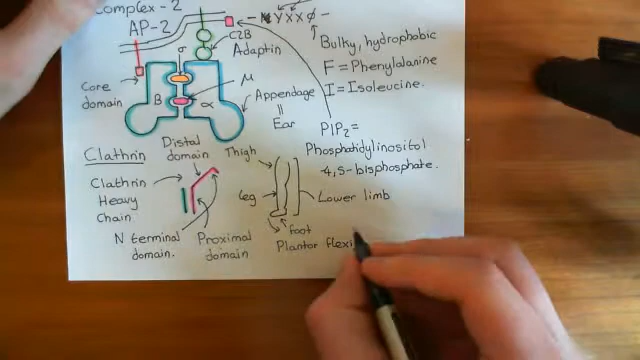 Complex-2
AP-2
- N Y X X Ø -
C2B
Adaptin
σ
Bulky, hydrophobic
F = Phenylalanine
I = Isoleucine.
Core
domain
β
α
μ
Appendage
=
Ear
PIP2 =
Phosphatidylinositol
-4,5-bisphosphate.
Clathrin
Distal
domain
Thigh
Clathrin
Heavy
Chain.
leg
Lower limb
foot
N terminal
domain.
Proximal
domain
Plantor flexi